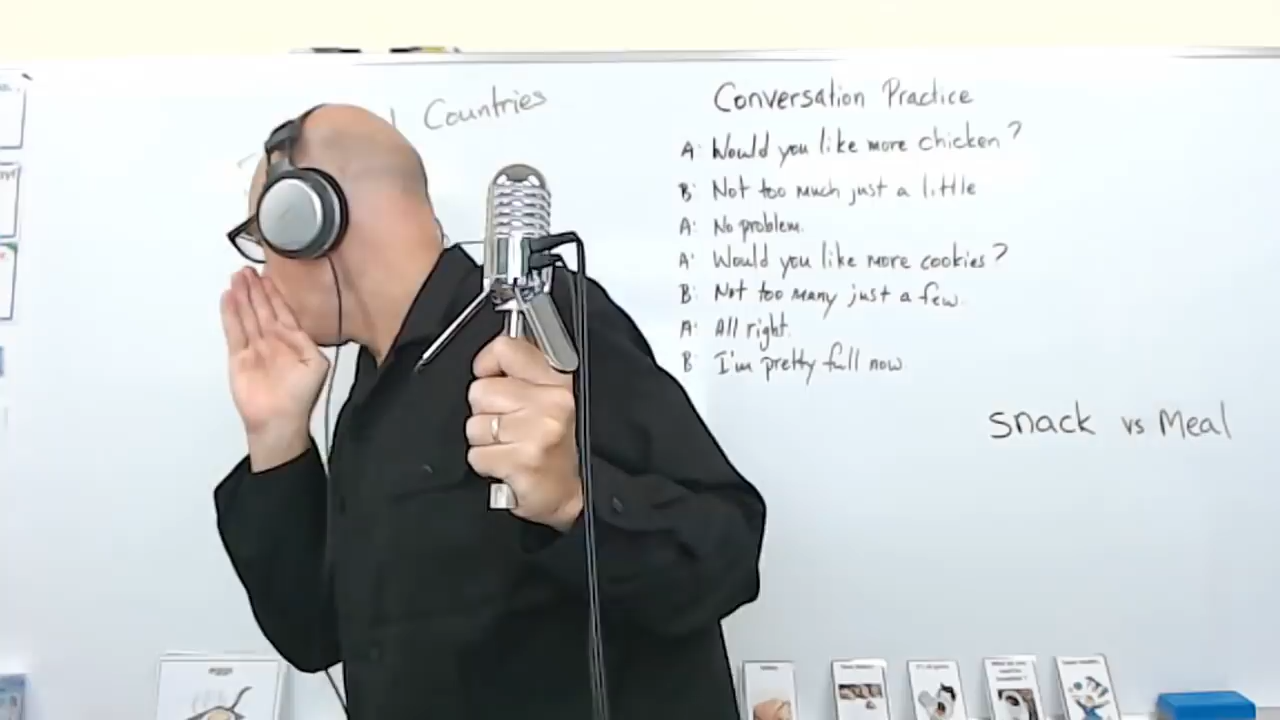 Countries
Conversation Practice
A: Would you like more chicken?
B: Not too much just a little
A: No problem.
A: Would you like more cookies?
B: Not too many just a few.
A: All right.
B: I'm pretty full now.
Snack vs Meal
eggs